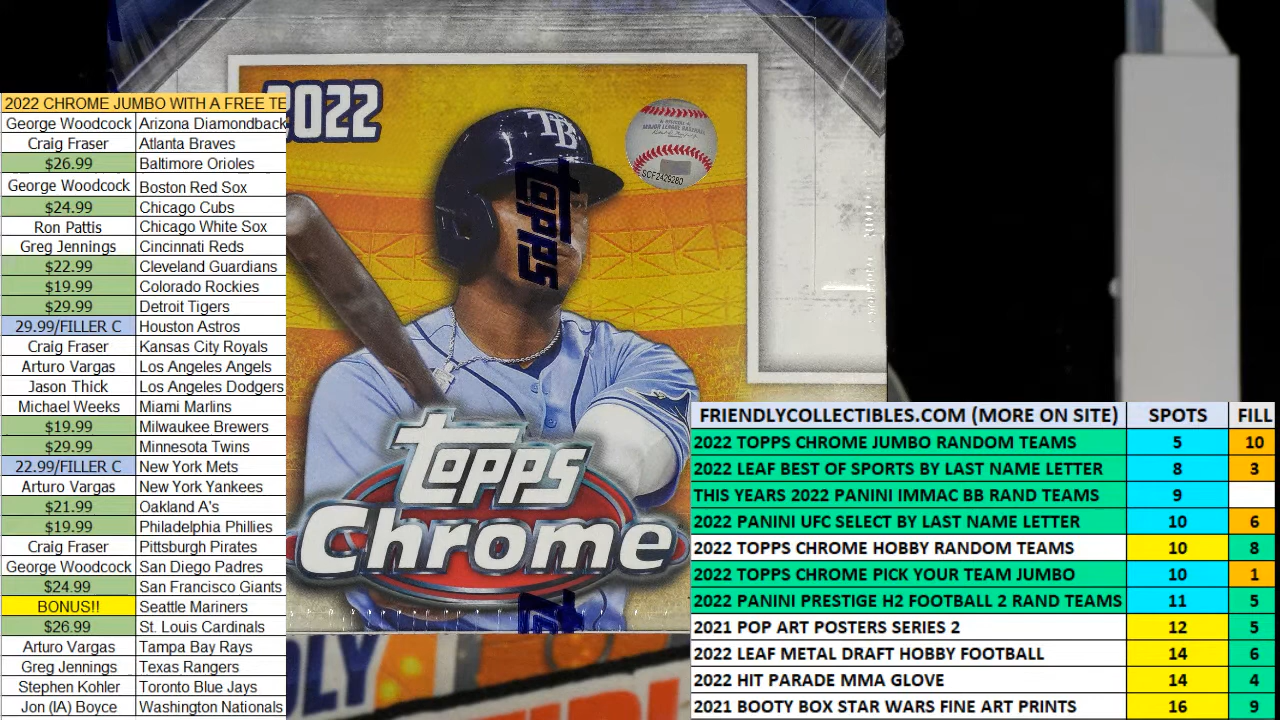 2022 CHROME JUMBO WITH A FREE TE
George Woodcock Arizona Diamondback
Craig Fraser Atlanta Braves
$26.99 Baltimore Orioles
George Woodcock Boston Red Sox
$24.99 Chicago Cubs
Ron Pattis Chicago White Sox
Greg Jennings Cincinnati Reds
$22.99 Cleveland Guardians
$19.99 Colorado Rockies
$29.99 Detroit Tigers
29.99/FILLER C Houston Astros
Craig Fraser Kansas City Royals
Arturo Vargas Los Angeles Angels
Jason Thick Los Angeles Dodgers
Michael Weeks Miami Marlins
$19.99 Milwaukee Brewers
$29.99 Minnesota Twins
22.99/FILLER C New York Mets
Arturo Vargas New York Yankees
$21.99 Oakland A's
$19.99 Philadelphia Phillies
Craig Fraser Pittsburgh Pirates
George Woodcock San Diego Padres
$24.99 San Francisco Giants
BONUS!! Seattle Mariners
$26.99 St. Louis Cardinals
Arturo Vargas Tampa Bay Rays
Greg Jennings Texas Rangers
Stephen Kohler Toronto Blue Jays
Jon (IA) Boyce Washington Nationals
2022
TB
MAJOR LEAGUE BASEBALL
SCF2429280
topps
topps
Chrome
DLY
FRIENDLYCOLLECTIBLES.COM (MORE ON SITE) SPOTS FILL
2022 TOPPS CHROME JUMBO RANDOM TEAMS 5 10
2022 LEAF BEST OF SPORTS BY LAST NAME LETTER 8 3
THIS YEARS 2022 PANINI IMMAC BB RAND TEAMS 9
2022 PANINI UFC SELECT BY LAST NAME LETTER 10 6
2022 TOPPS CHROME HOBBY RANDOM TEAMS 10 8
2022 TOPPS CHROME PICK YOUR TEAM JUMBO 10 1
2022 PANINI PRESTIGE H2 FOOTBALL 2 RAND TEAMS 11 5
2021 POP ART POSTERS SERIES 2 12 5
2022 LEAF METAL DRAFT HOBBY FOOTBALL 14 6
2022 HIT PARADE MMA GLOVE 14 4
2021 BOOTY BOX STAR WARS FINE ART PRINTS 16 9